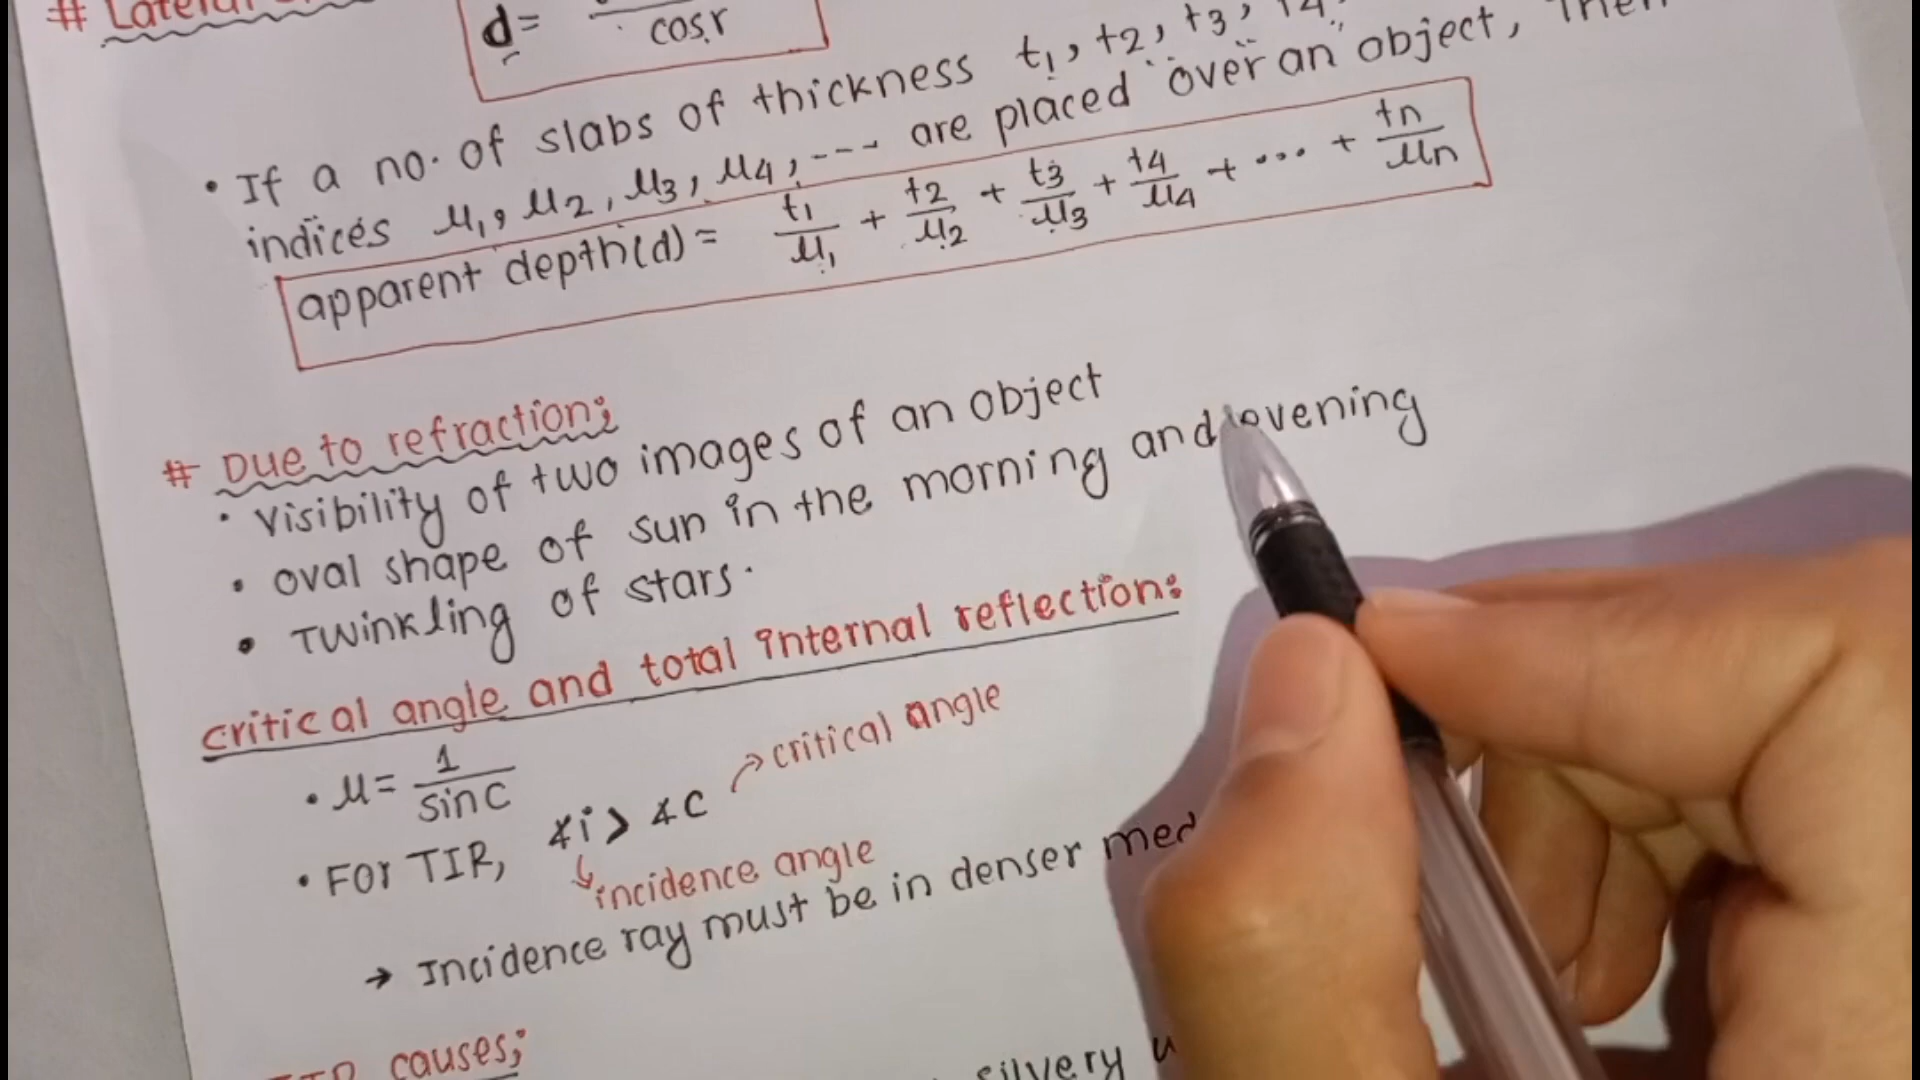 # Lateral
d=
cosr
• If a no. of slabs of thickness t1, t2, t3, t4
indices μ1, μ2, μ3, μ4, --- are placed over an object, Then
apparent depth(d) = t1/μ1 + t2/μ2 + t3/μ3 + t4/μ4 + ... + tn/μn
# Due to refraction;
• Visibility of two images of an object
• oval shape of sun in the morning and evening
• Twinkling of stars.
critical angle and total internal reflection:
• μ = 1/sinc
→ critical angle
• For TIR, ∡i > ∡c
↳ incidence angle
→ Incidence ray must be in denser med
TIR causes;
silvery